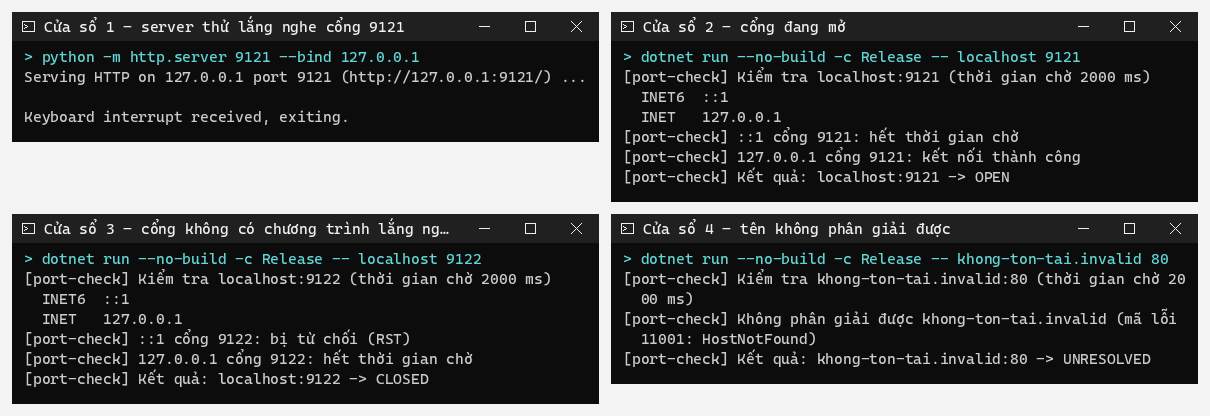 Cửa sổ 1 – server thử lắng nghe cổng 9121
> python -m http.server 9121 --bind 127.0.0.1
Serving HTTP on 127.0.0.1 port 9121 (http://127.0.0.1:9121/) ...
Keyboard interrupt received, exiting.
Cửa sổ 2 – cổng đang mở
> dotnet run --no-build -c Release -- localhost 9121
[port-check] Kiểm tra localhost:9121 (thời gian chờ 2000 ms)
INET6  ::1
INET   127.0.0.1
[port-check] ::1 cổng 9121: hết thời gian chờ
[port-check] 127.0.0.1 cổng 9121: kết nối thành công
[port-check] Kết quả: localhost:9121 -> OPEN
Cửa sổ 3 – cổng không có chương trình lắng ng…
> dotnet run --no-build -c Release -- localhost 9122
[port-check] Kiểm tra localhost:9122 (thời gian chờ 2000 ms)
INET6  ::1
INET   127.0.0.1
[port-check] ::1 cổng 9122: bị từ chối (RST)
[port-check] 127.0.0.1 cổng 9122: hết thời gian chờ
[port-check] Kết quả: localhost:9122 -> CLOSED
Cửa sổ 4 – tên không phân giải được
> dotnet run --no-build -c Release -- khong-ton-tai.invalid 80
[port-check] Kiểm tra khong-ton-tai.invalid:80 (thời gian chờ 20
00 ms)
[port-check] Không phân giải được khong-ton-tai.invalid (mã lỗi
11001: HostNotFound)
[port-check] Kết quả: khong-ton-tai.invalid:80 -> UNRESOLVED